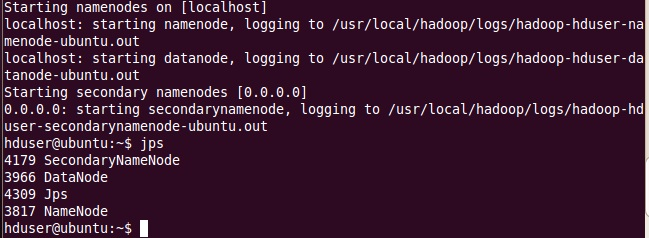 Starting namenodes on [localhost]
localhost: starting namenode, logging to /usr/local/hadoop/logs/hadoop-hduser-na
menode-ubuntu.out
localhost: starting datanode, logging to /usr/local/hadoop/logs/hadoop-hduser-da
tanode-ubuntu.out
Starting secondary namenodes [0.0.0.0]
0.0.0.0: starting secondarynamenode, logging to /usr/local/hadoop/logs/hadoop-hd
user-secondarynamenode-ubuntu.out
hduser@ubuntu:~$ jps
4179 SecondaryNameNode
3966 DataNode
4309 Jps
3817 NameNode
hduser@ubuntu:~$